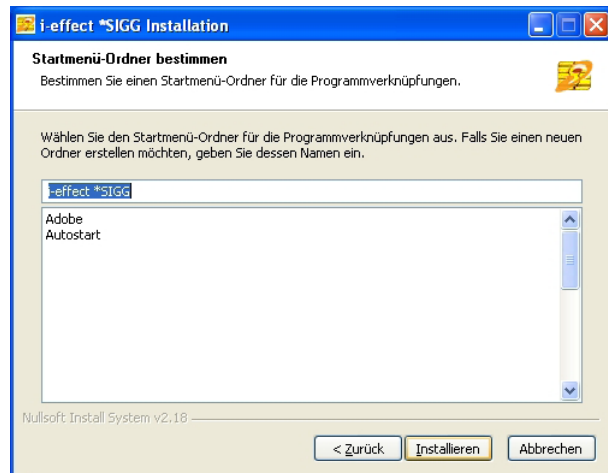 i-effect *SIGG Installation
Startmenü-Ordner bestimmen
Bestimmen Sie einen Startmenü-Ordner für die Programmverknüpfungen.
Wählen Sie den Startmenü-Ordner für die Programmverknüpfungen aus. Falls Sie einen neuen
Ordner erstellen möchten, geben Sie dessen Namen ein.
i-effect *SIGG
Adobe
Autostart
Nullsoft Install System v2.18
< Zurück Installieren Abbrechen